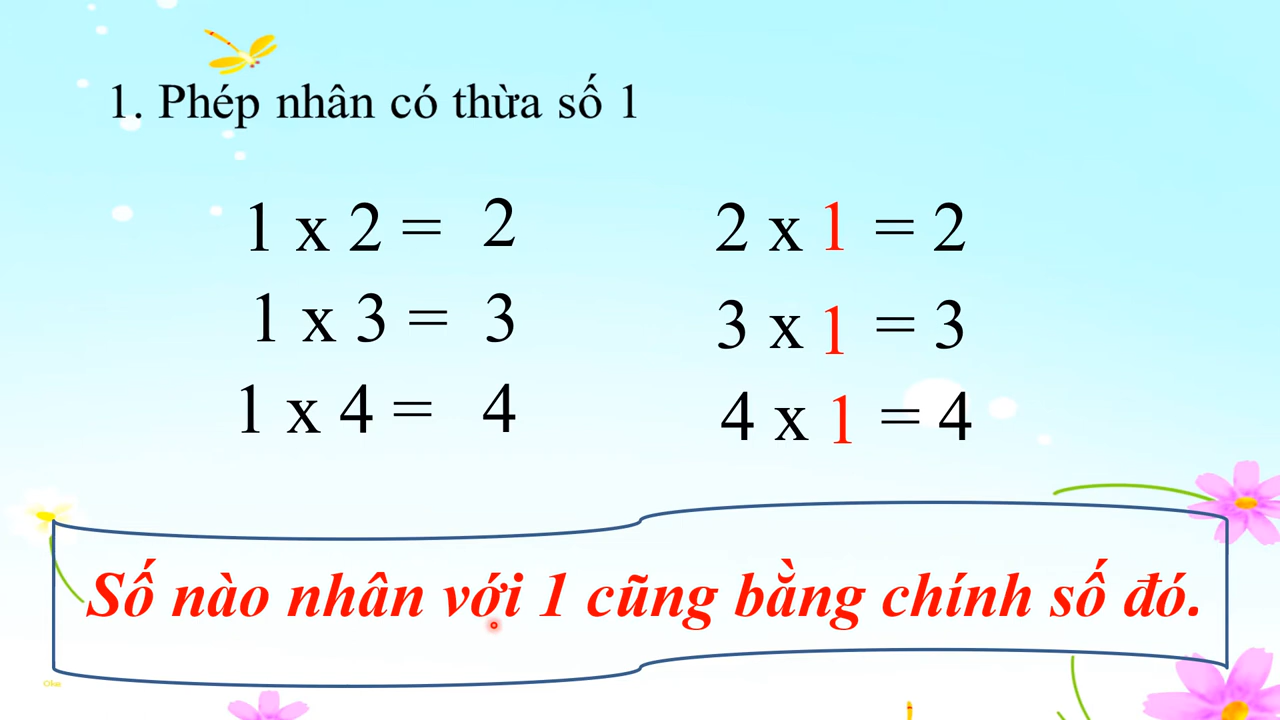 1. Phép nhân có thừa số 1
1 x 2 = 2
2 x 1 = 2
1 x 3 = 3
3 x 1 = 3
1 x 4 = 4
4 x 1 = 4
Số nào nhân với 1 cũng bằng chính số đó.